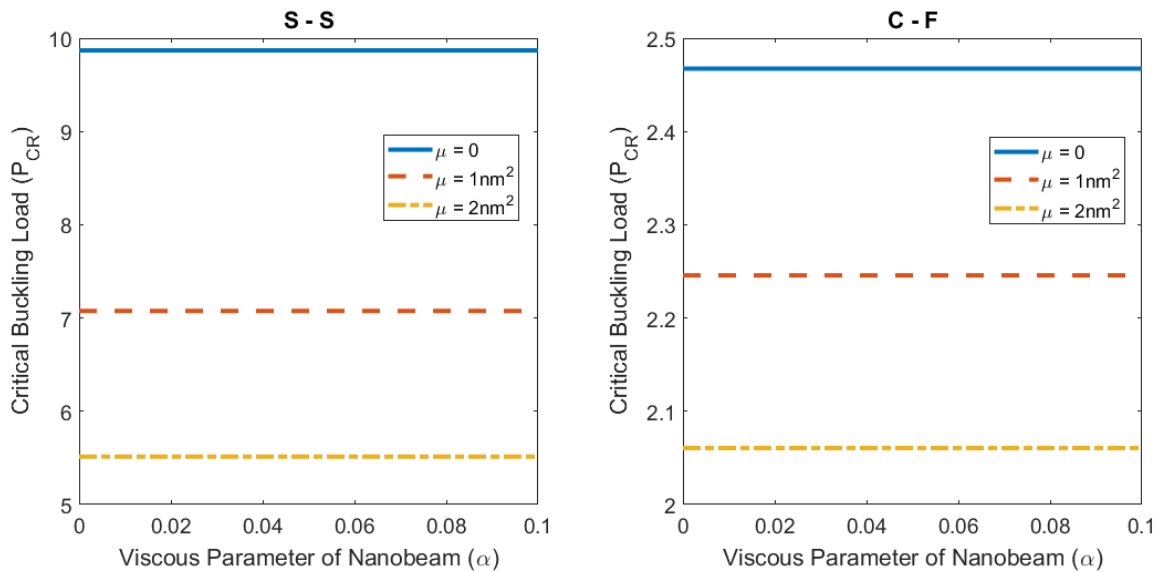 S - S
10
9
8
7
6
5
Critical Buckling Load (P_CR)
μ = 0
μ = 1nm²
μ = 2nm²
0
0.02
0.04
0.06
0.08
0.1
Viscous Parameter of Nanobeam (α)
C - F
2.5
2.4
2.3
2.2
2.1
2
Critical Buckling Load (P_CR)
μ = 0
μ = 1nm²
μ = 2nm²
0
0.02
0.04
0.06
0.08
0.1
Viscous Parameter of Nanobeam (α)